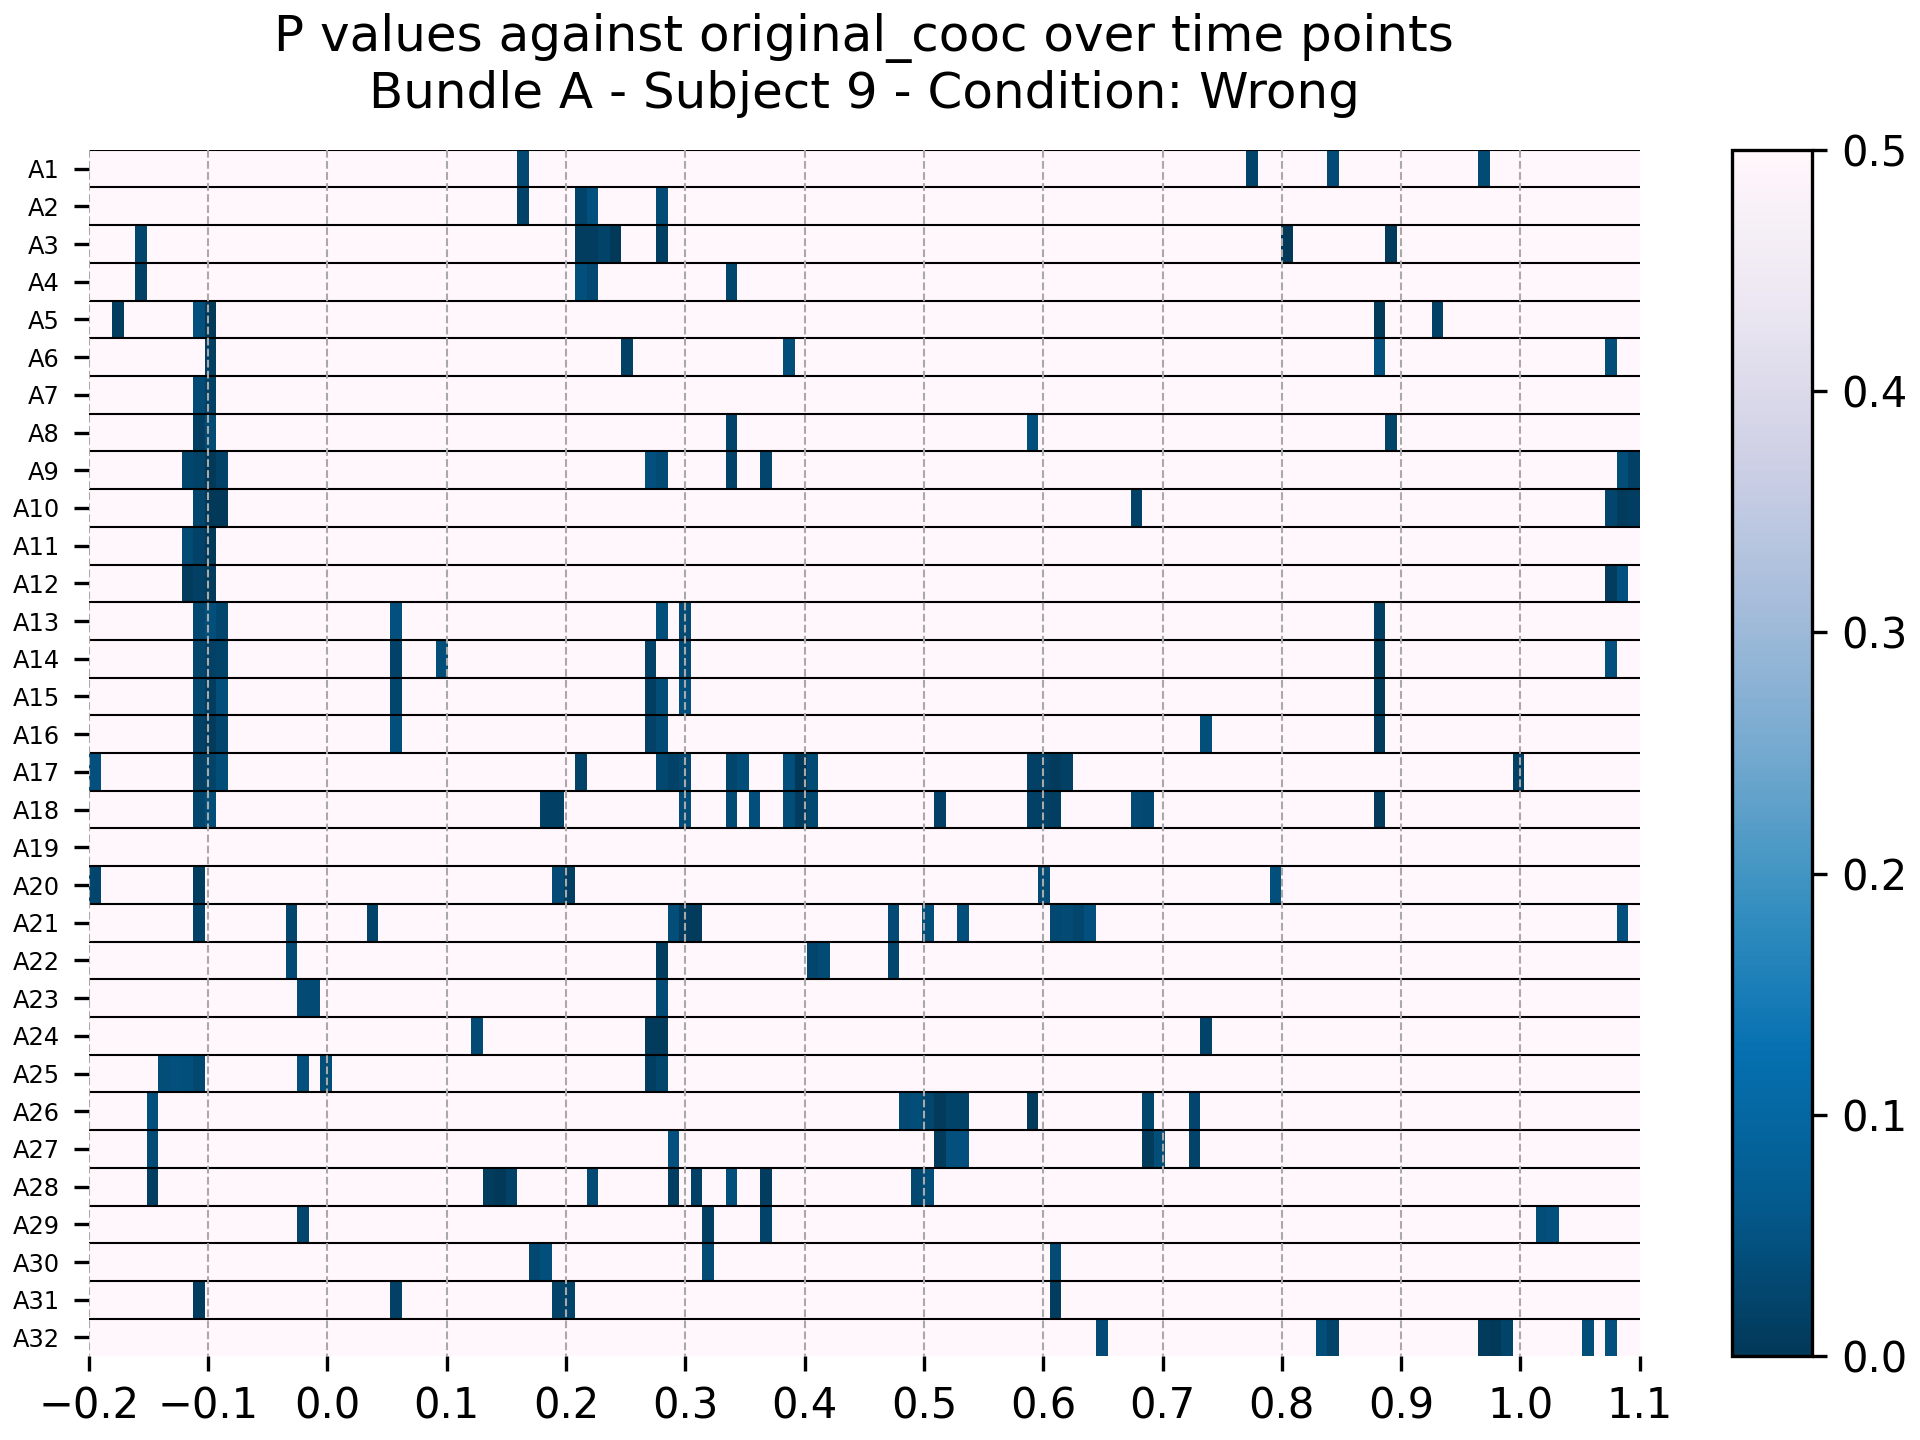 P values against original_cooc over time points
Bundle A - Subject 9 - Condition: Wrong
A1
A2
A3
A4
A5
A6
A7
A8
A9
A10
A11
A12
A13
A14
A15
A16
A17
A18
A19
A20
A21
A22
A23
A24
A25
A26
A27
A28
A29
A30
A31
A32
−0.2 −0.1 0.0 0.1 0.2 0.3 0.4 0.5 0.6 0.7 0.8 0.9 1.0 1.1
0.5
0.4
0.3
0.2
0.1
0.0